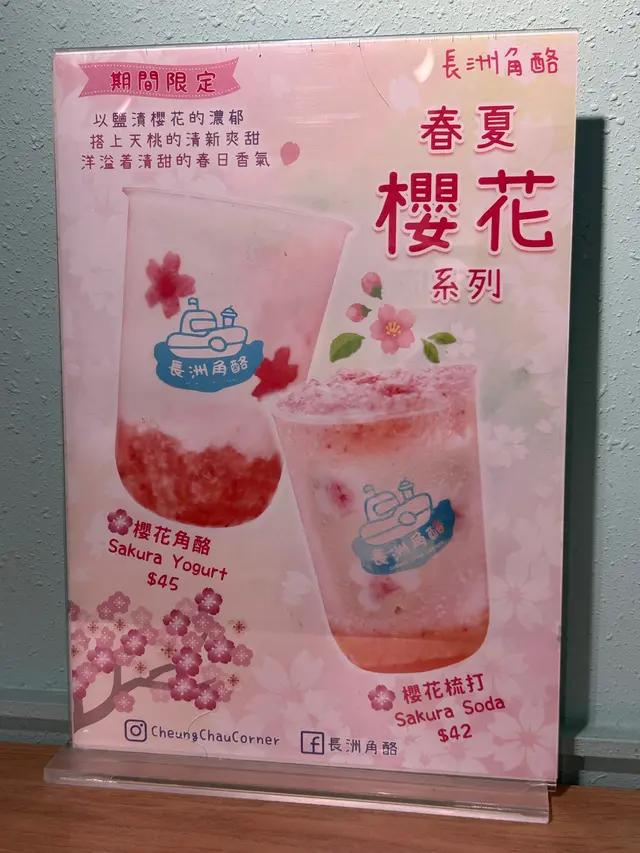 期間限定
以鹽漬櫻花的濃郁
搭上天桃的清新爽甜
洋溢着清甜的春日香氣
長洲角酪
春夏
櫻花
系列
長洲角酪
長洲角酪
櫻花角酪
Sakura Yogurt
$45
櫻花梳打
Sakura Soda
$42
CheungChauCorner
長洲角酪